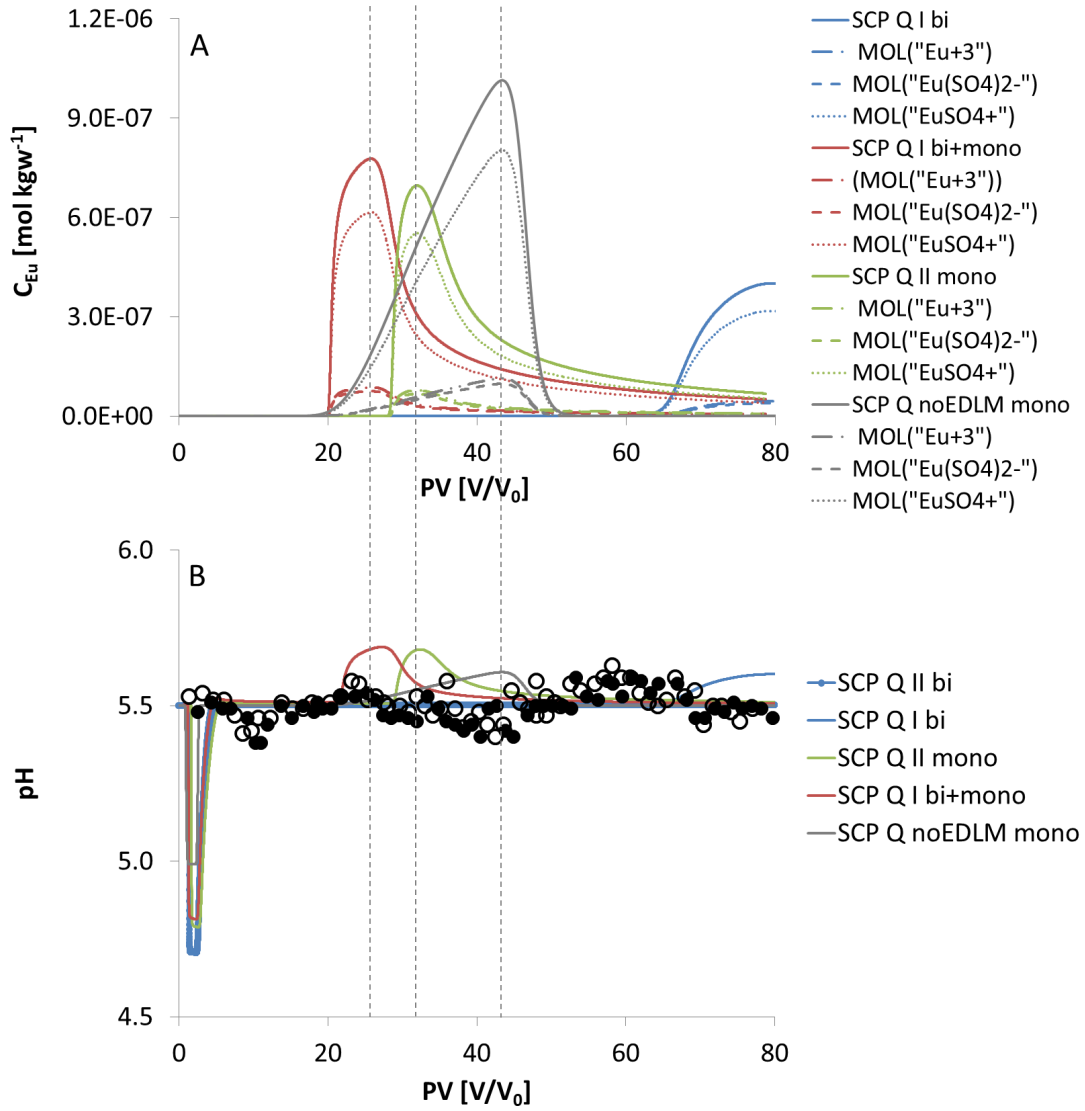 A
C_Eu [mol kgw^-1]
1.2E-06
9.0E-07
6.0E-07
3.0E-07
0.0E+00
0
20
40
60
80
PV [V/V_0]
SCP Q I bi
MOL("Eu+3")
MOL("Eu(SO4)2-")
MOL("EuSO4+")
SCP Q I bi+mono
(MOL("Eu+3"))
MOL("Eu(SO4)2-")
MOL("EuSO4+")
SCP Q II mono
MOL("Eu+3")
MOL("Eu(SO4)2-")
MOL("EuSO4+")
SCP Q noEDLM mono
MOL("Eu+3")
MOL("Eu(SO4)2-")
MOL("EuSO4+")
B
pH
6.0
5.5
5.0
4.5
0
20
40
60
80
PV [V/V_0]
SCP Q II bi
SCP Q I bi
SCP Q II mono
SCP Q I bi+mono
SCP Q noEDLM mono